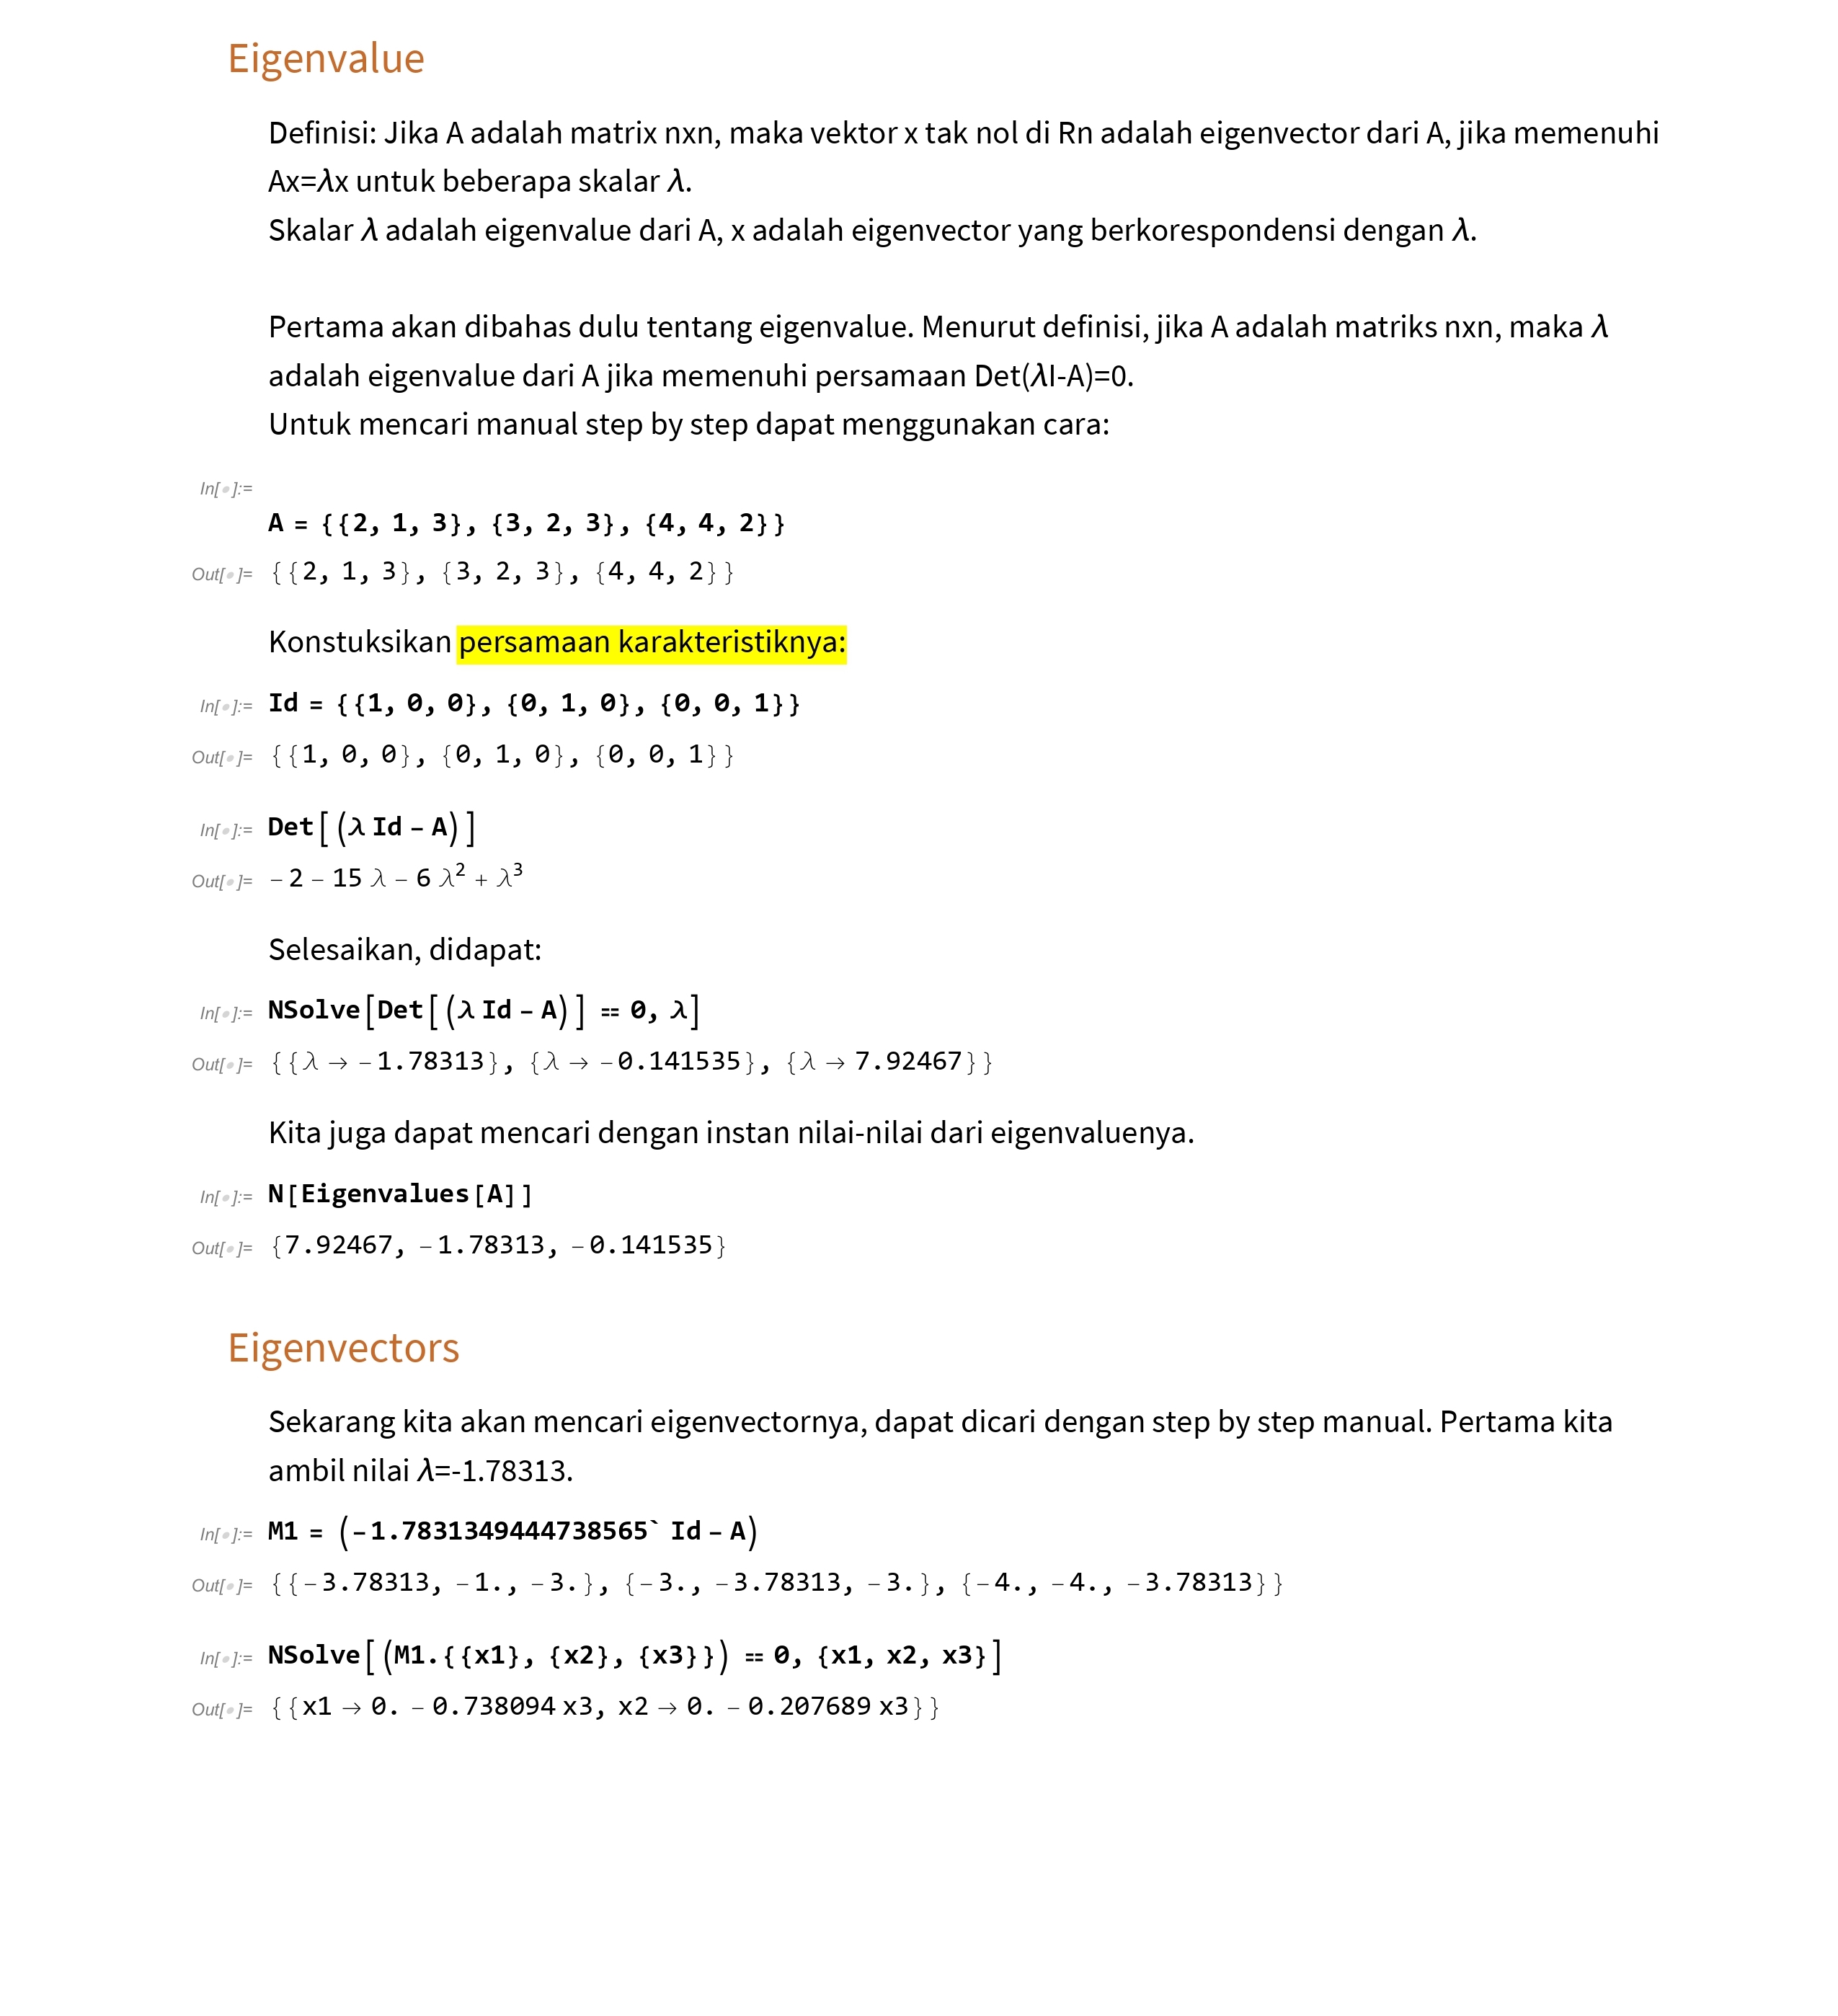 Eigenvalue
Definisi: Jika A adalah matrix nxn, maka vektor x tak nol di Rn adalah eigenvector dari A, jika memenuhi
Ax=λx untuk beberapa skalar λ.
Skalar λ adalah eigenvalue dari A, x adalah eigenvector yang berkorespondensi dengan λ.
Pertama akan dibahas dulu tentang eigenvalue. Menurut definisi, jika A adalah matriks nxn, maka λ
adalah eigenvalue dari A jika memenuhi persamaan Det(λI-A)=0.
Untuk mencari manual step by step dapat menggunakan cara:
In[•]:=
A = {{2, 1, 3}, {3, 2, 3}, {4, 4, 2}}
Out[•]= {{2, 1, 3}, {3, 2, 3}, {4, 4, 2}}
Konstuksikan persamaan karakteristiknya:
In[•]:= Id = {{1, 0, 0}, {0, 1, 0}, {0, 0, 1}}
Out[•]= {{1, 0, 0}, {0, 1, 0}, {0, 0, 1}}
In[•]:= Det[(λ Id – A)]
Out[•]= – 2 – 15 λ – 6 λ² + λ³
Selesaikan, didapat:
In[•]:= NSolve[Det[(λ Id – A)] == 0, λ]
Out[•]= {{λ → –1.78313}, {λ → –0.141535}, {λ → 7.92467}}
Kita juga dapat mencari dengan instan nilai-nilai dari eigenvaluenya.
In[•]:= N[Eigenvalues[A]]
Out[•]= {7.92467, –1.78313, –0.141535}
Eigenvectors
Sekarang kita akan mencari eigenvectornya, dapat dicari dengan step by step manual. Pertama kita
ambil nilai λ=-1.78313.
In[•]:= M1 = (–1.7831349444738565` Id – A)
Out[•]= {{–3.78313, –1., –3.}, {–3., –3.78313, –3.}, {–4., –4., –3.78313}}
In[•]:= NSolve[(M1.{{x1}, {x2}, {x3}}) == 0, {x1, x2, x3}]
Out[•]= {{x1 → 0. – 0.738094 x3, x2 → 0. – 0.207689 x3}}